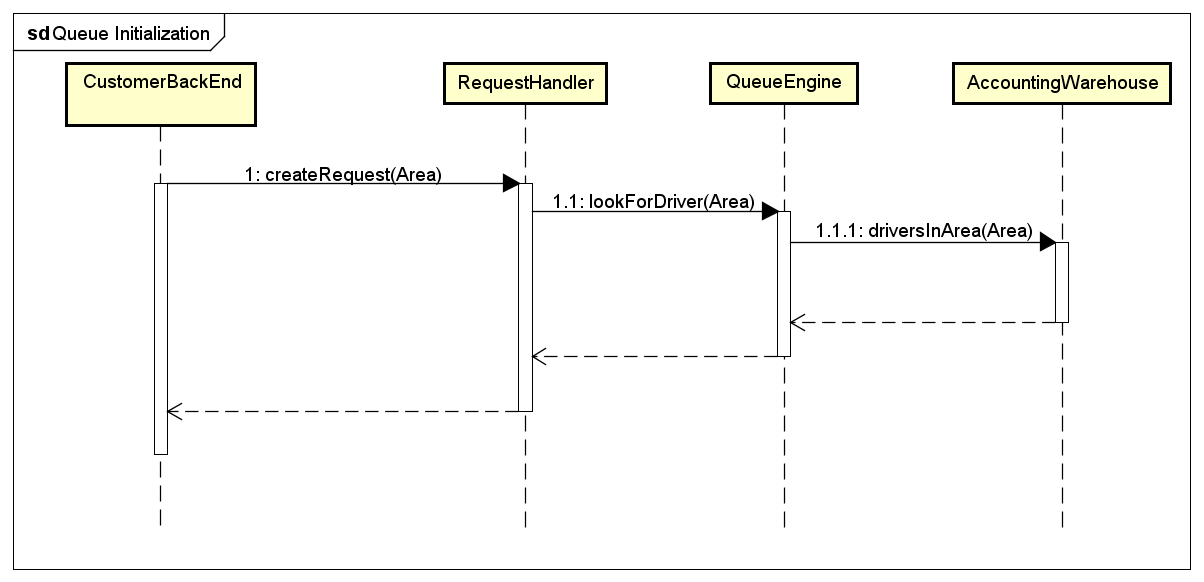 sd Queue Initialization
CustomerBackEnd
RequestHandler
QueueEngine
AccountingWarehouse
1: createRequest(Area)
1.1: lookForDriver(Area)
1.1.1: driversInArea(Area)